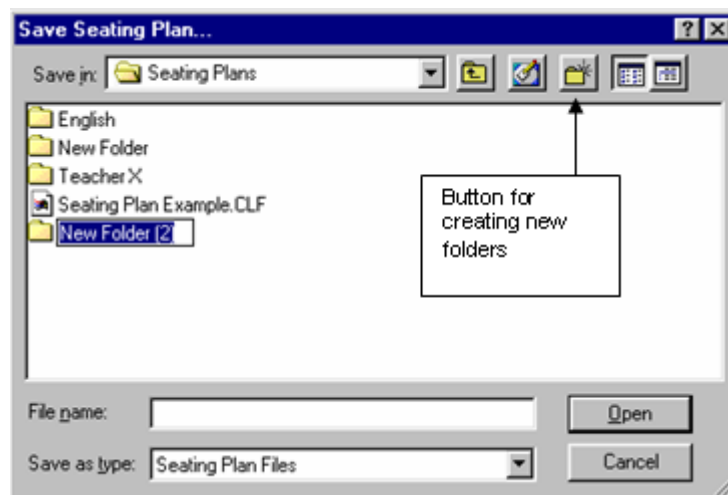 Save Seating Plan...
Save in: Seating Plans
English
New Folder
Teacher X
Seating Plan Example.CLF
New Folder (2)
Button for
creating new
folders
File name:
Open
Save as type: Seating Plan Files
Cancel